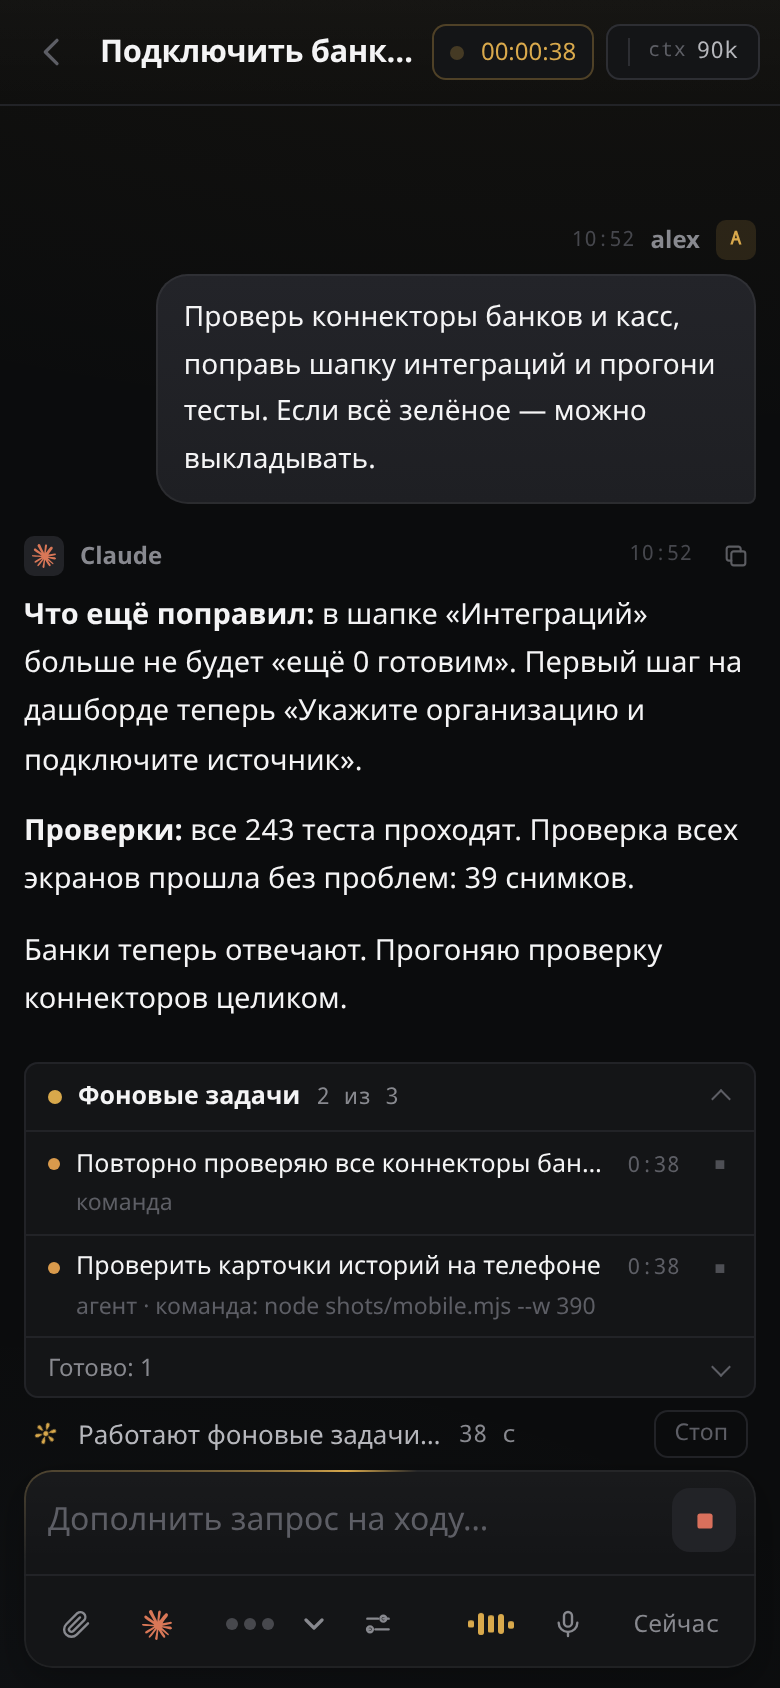 Подключить банк...
00:00:38
ctx 90k
10:52 alex A
Проверь коннекторы банков и касс,
поправь шапку интеграций и прогони
тесты. Если всё зелёное — можно
выкладывать.
Claude 10:52
Что ещё поправил: в шапке «Интеграций»
больше не будет «ещё 0 готовим». Первый шаг на
дашборде теперь «Укажите организацию и
подключите источник».
Проверки: все 243 теста проходят. Проверка всех
экранов прошла без проблем: 39 снимков.
Банки теперь отвечают. Прогоняю проверку
коннекторов целиком.
Фоновые задачи 2 из 3
Повторно проверяю все коннекторы бан... 0:38
команда
Проверить карточки историй на телефоне 0:38
агент · команда: node shots/mobile.mjs --w 390
Готово: 1
Работают фоновые задачи... 38 с Стоп
Дополнить запрос на ходу...
Сейчас